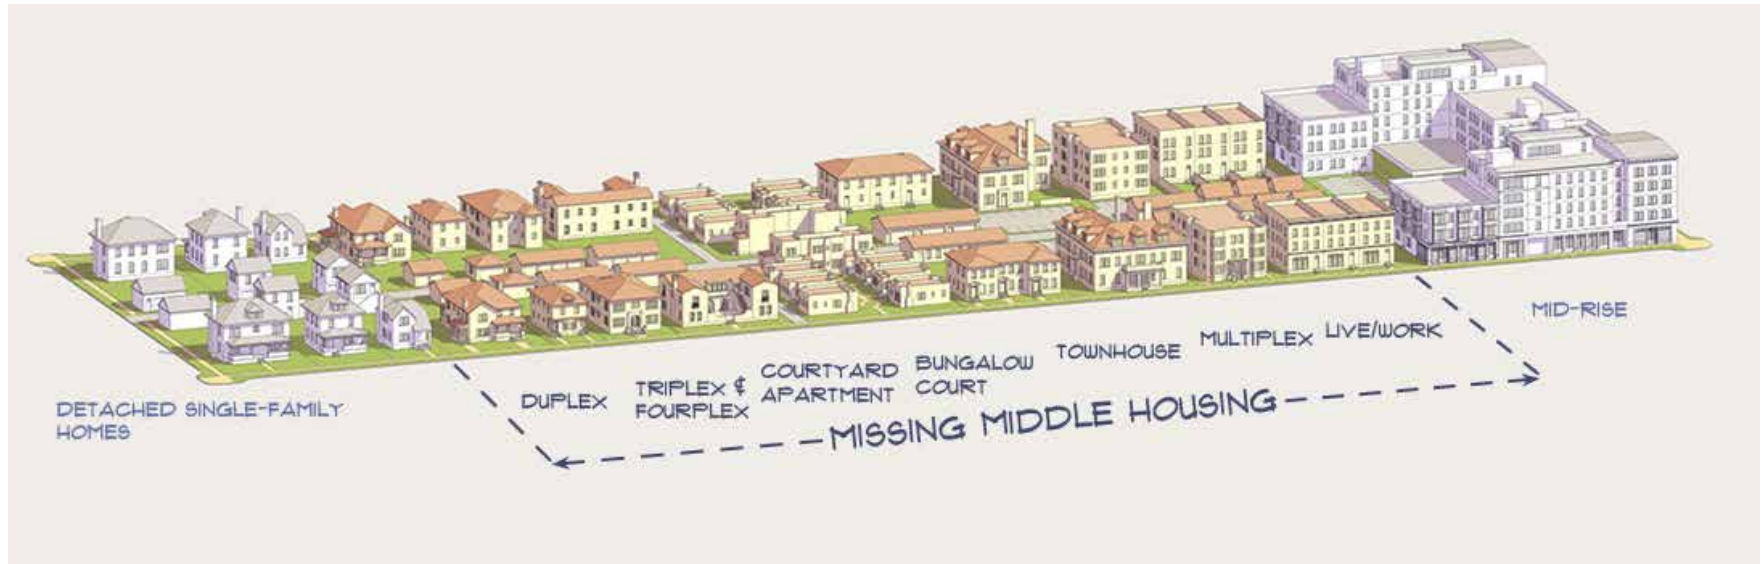 DETACHED SINGLE-FAMILY
HOMES
DUPLEX
TRIPLEX &
FOURPLEX
COURTYARD
APARTMENT
BUNGALOW
COURT
TOWNHOUSE
MULTIPLEX
LIVE/WORK
MID-RISE
MISSING MIDDLE HOUSING